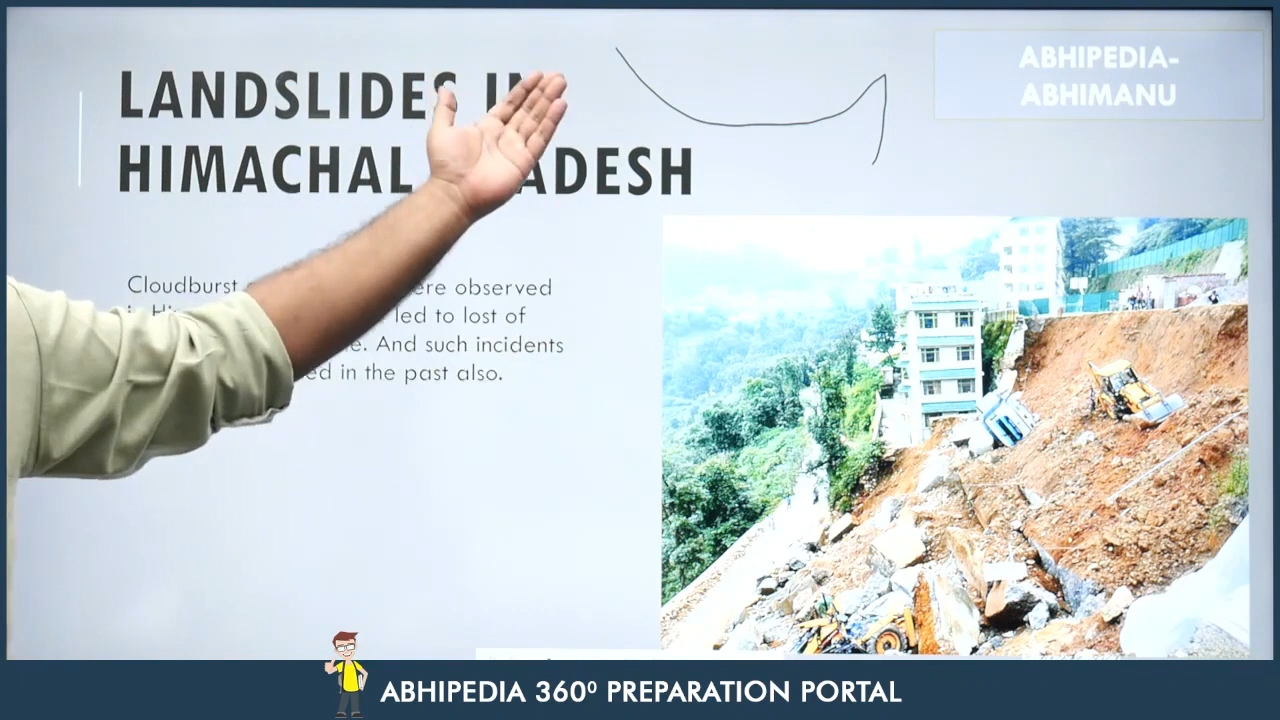 LANDSLIDES IN
HIMACHAL ADESH
ABHIPEDIA-
ABHIMANU
Cloudburst ere observed
led to lost of
And such incidents
in the past also.
ABHIPEDIA 360⁰ PREPARATION PORTAL